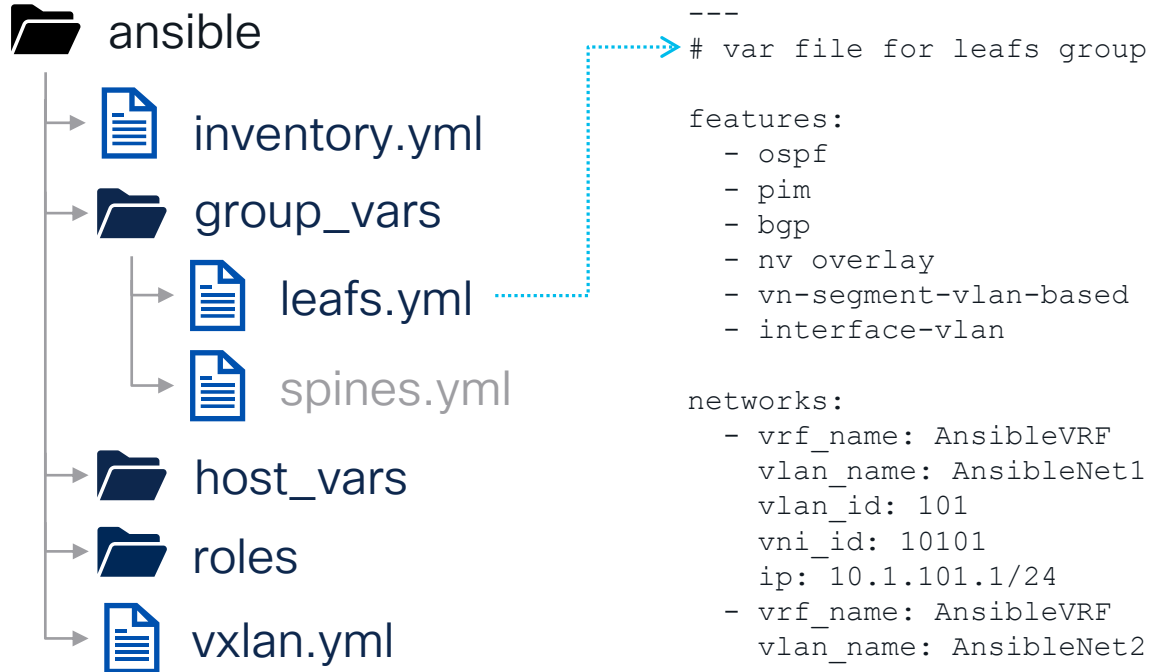 ansible
inventory.yml
group_vars
leafs.yml
spines.yml
host_vars
roles
vxlan.yml
---
# var file for leafs group
features:
- ospf
- pim
- bgp
- nv overlay
- vn-segment-vlan-based
- interface-vlan
networks:
- vrf_name: AnsibleVRF
vlan_name: AnsibleNet1
vlan_id: 101
vni_id: 10101
ip: 10.1.101.1/24
- vrf_name: AnsibleVRF
vlan_name: AnsibleNet2